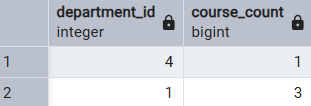 department_id course_count
integer bigint
1 4 1
2 1 3